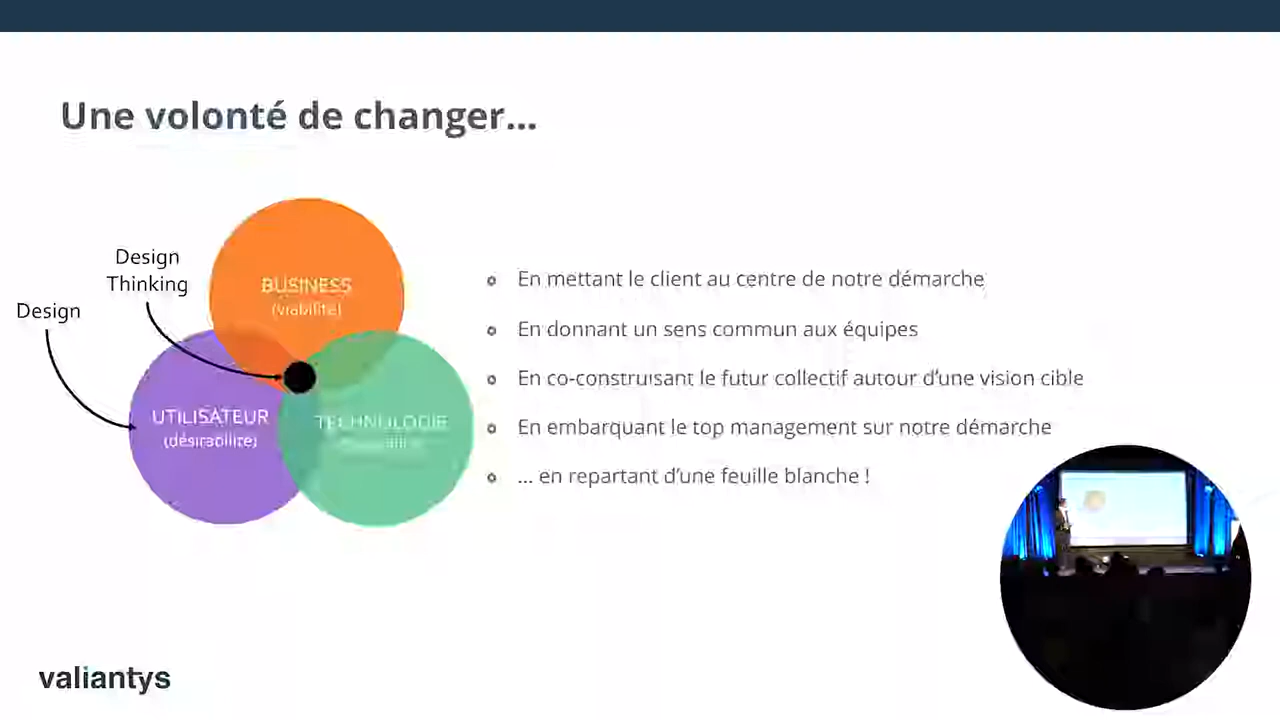 Une volonté de changer...
Design
Thinking
Design
BUSINESS
(viabilité)
UTILISATEUR
(désirabilité)
TECHNOLOGIE
En mettant le client au centre de notre démarche
En donnant un sens commun aux équipes
En co-construisant le futur collectif autour d'une vision cible
En embarquant le top management sur notre démarche
... en repartant d'une feuille blanche !
valiantys